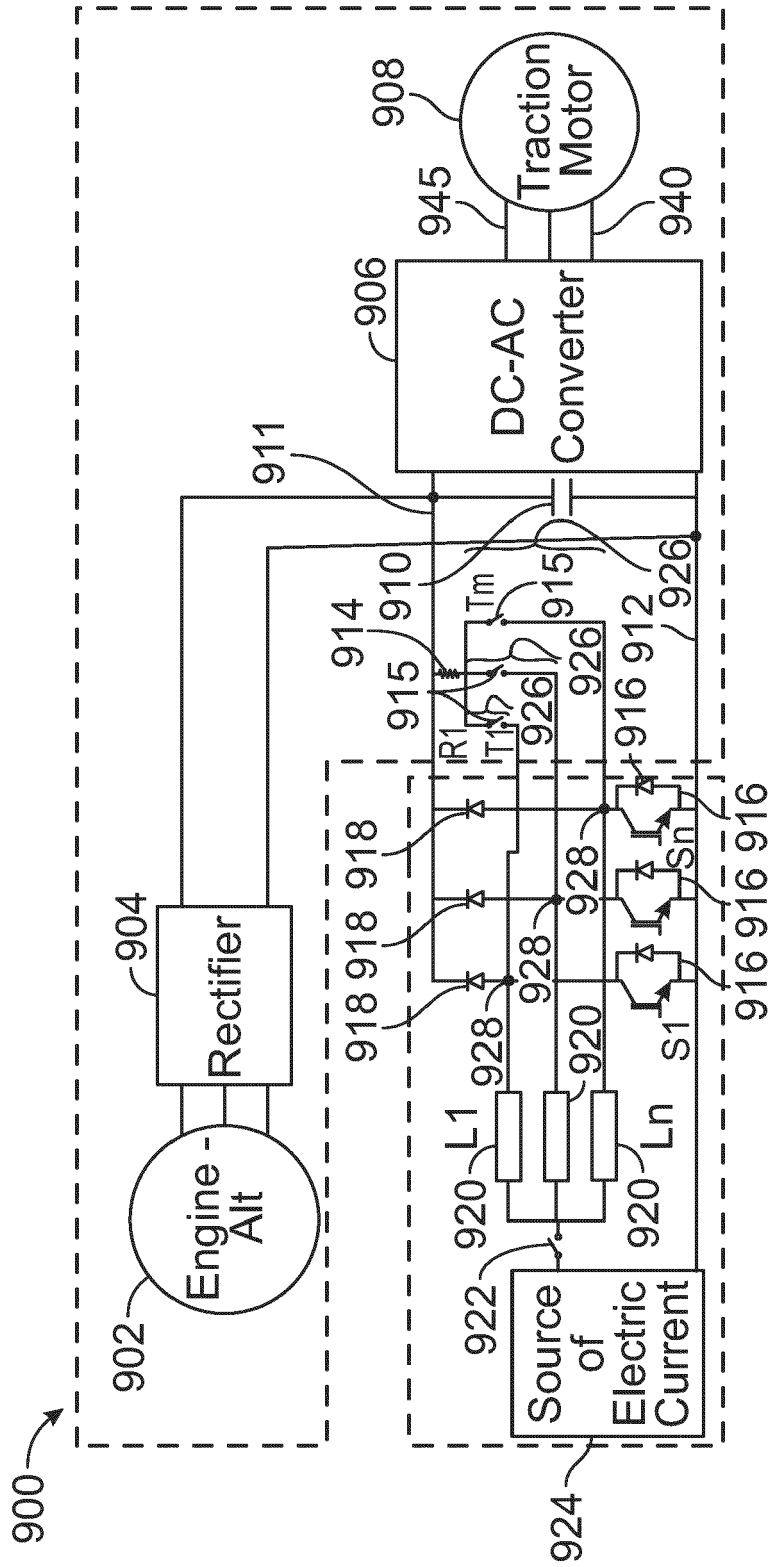 900
902
Engine -
Alt
904
Rectifier
911
906
DC-AC
Converter
945
908
Traction
Motor
940
910
926
914
915
R1
T1
926
Tm
915
926
912
918
918
918
928
928
928
916
916
916
916
S1
Sn
L1
920
920
Ln
920
922
Source
of
Electric
Current
924